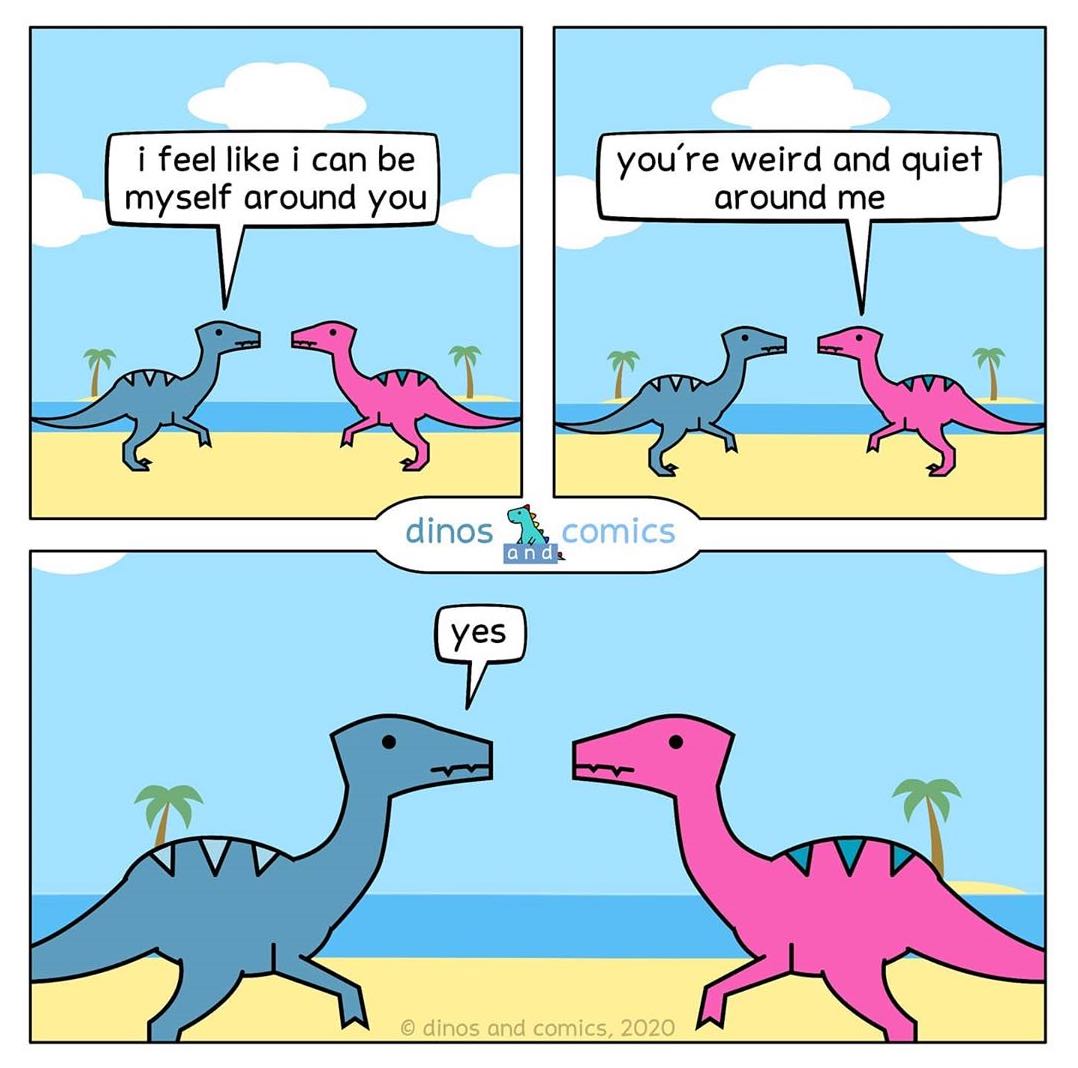 i feel like i can be
myself around you
you´re weird and quiet
around me
dinos and comics
yes
© dinos and comics, 2020